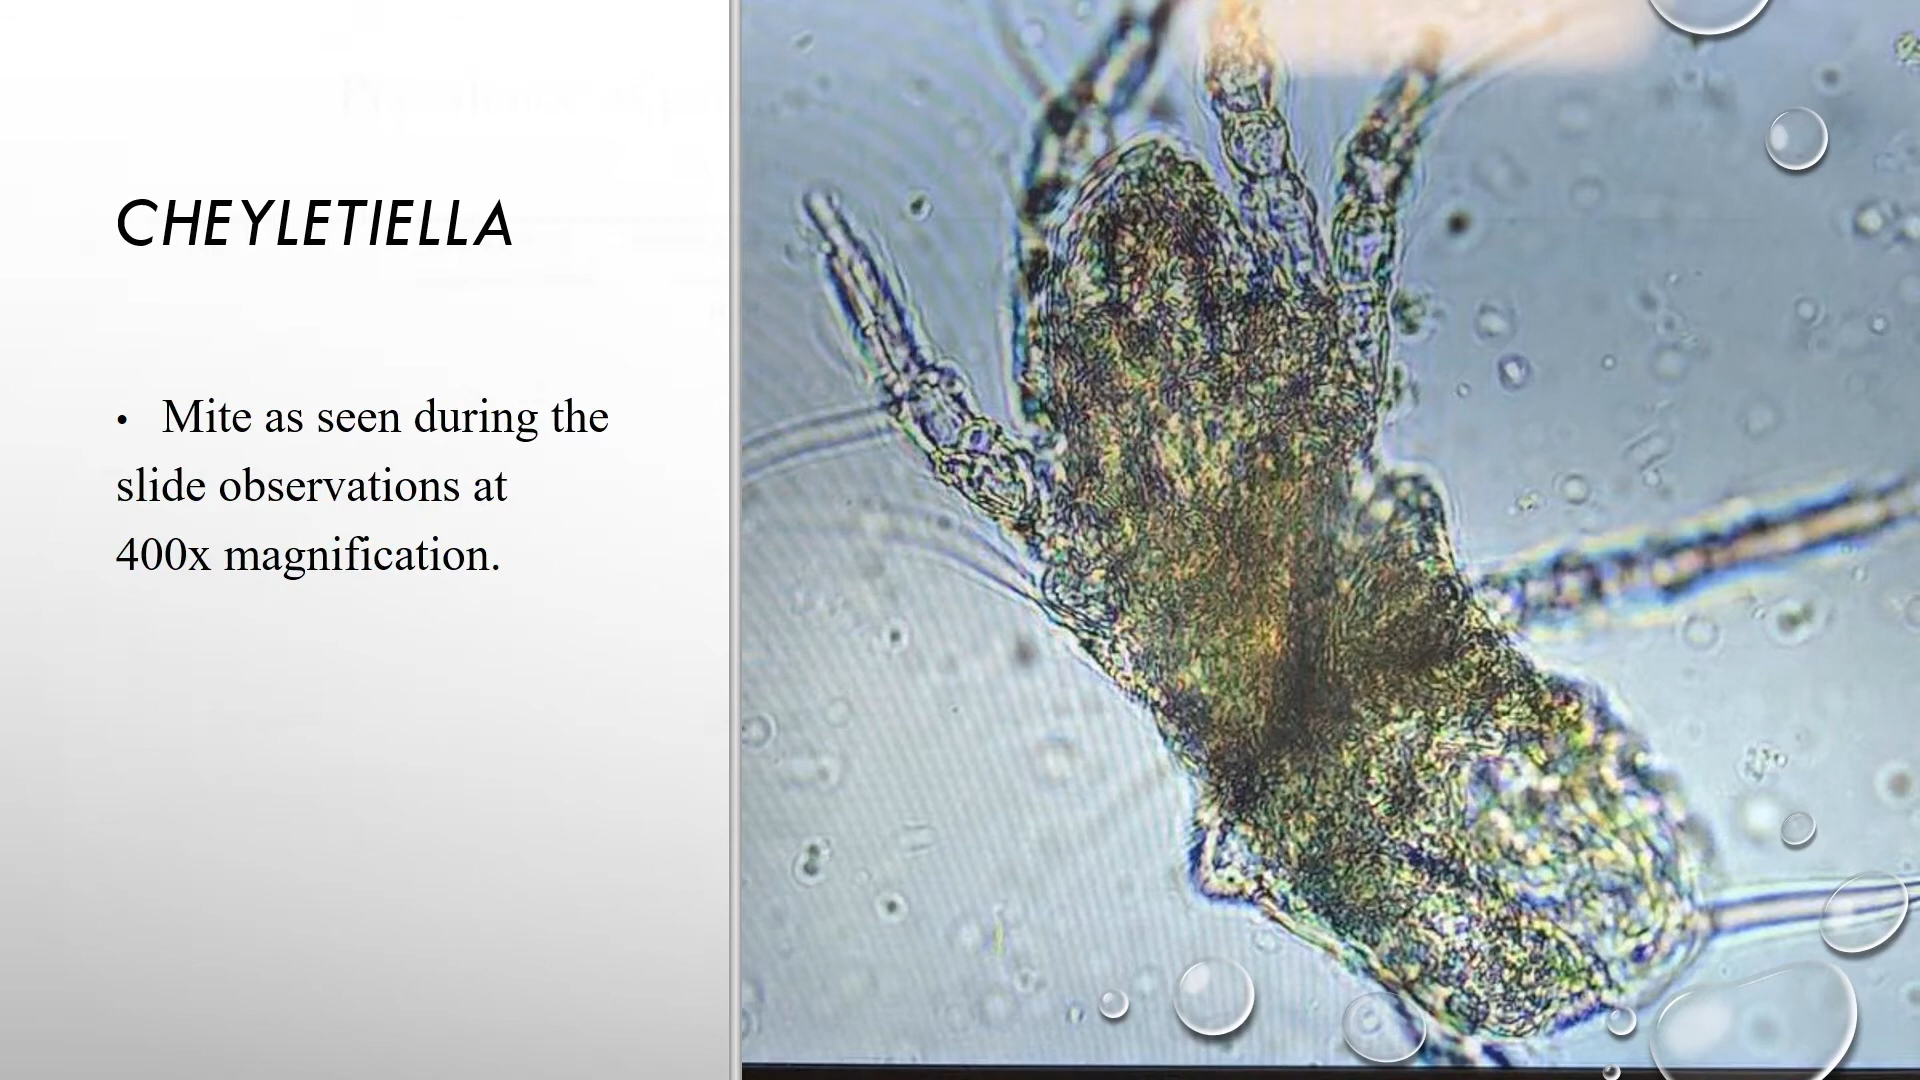 CHEYLETIELLA
• Mite as seen during the
slide observations at
400x magnification.